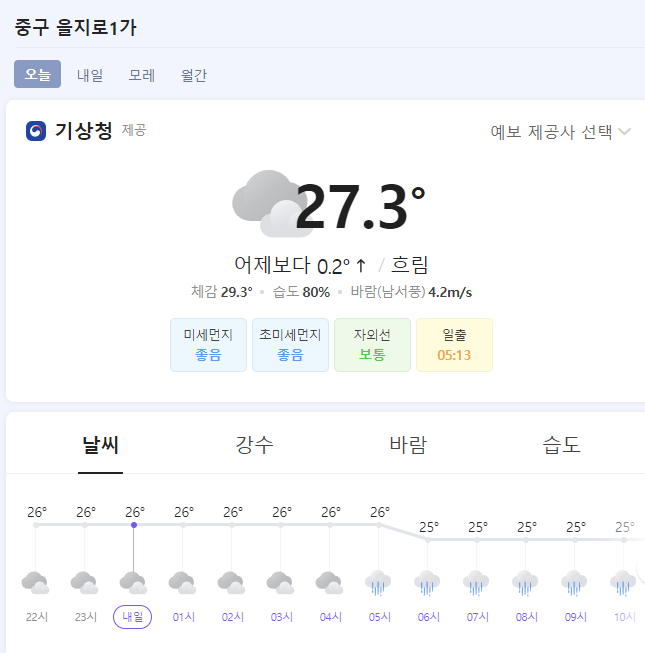 중구 을지로1가
오늘 내일 모레 월간
기상청 제공 예보 제공사 선택
27.3°
어제보다 0.2° ↑ / 흐림
체감 29.3° 습도 80% 바람(남서풍) 4.2m/s
미세먼지 초미세먼지 자외선 일출
좋음 좋음 보통 05:13
날씨 강수 바람 습도
26° 26° 26° 26° 26° 26° 26° 26° 25° 25° 25° 25° 25°
22시 23시 내일 01시 02시 03시 04시 05시 06시 07시 08시 09시 10시